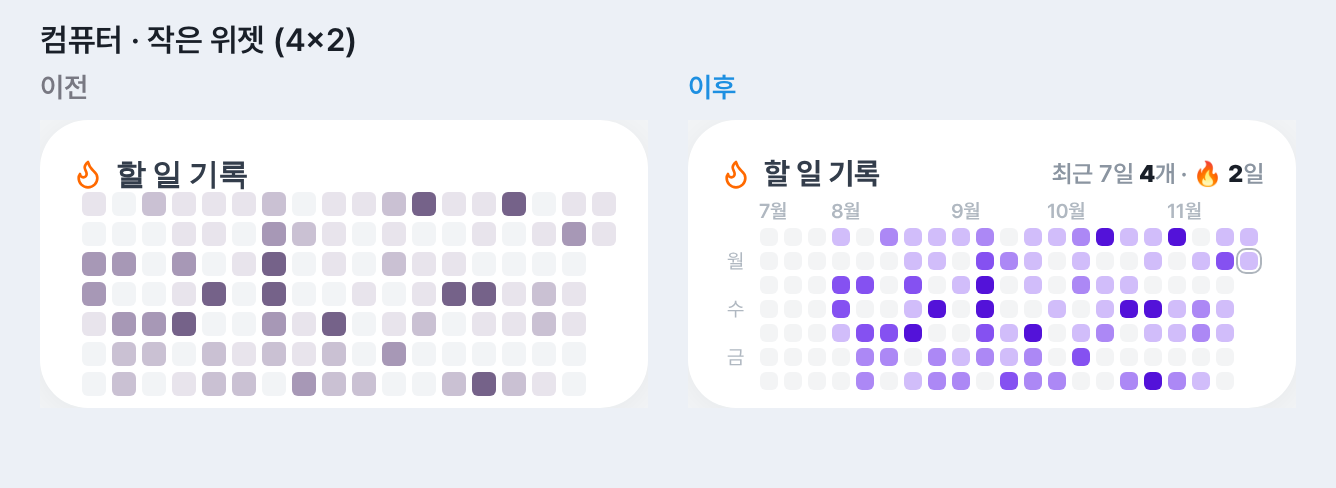 컴퓨터 · 작은 위젯 (4×2)
이전
이후
할 일 기록
할 일 기록
최근 7일 4개 · 🔥 2일
7월 8월 9월 10월 11월
월
수
금